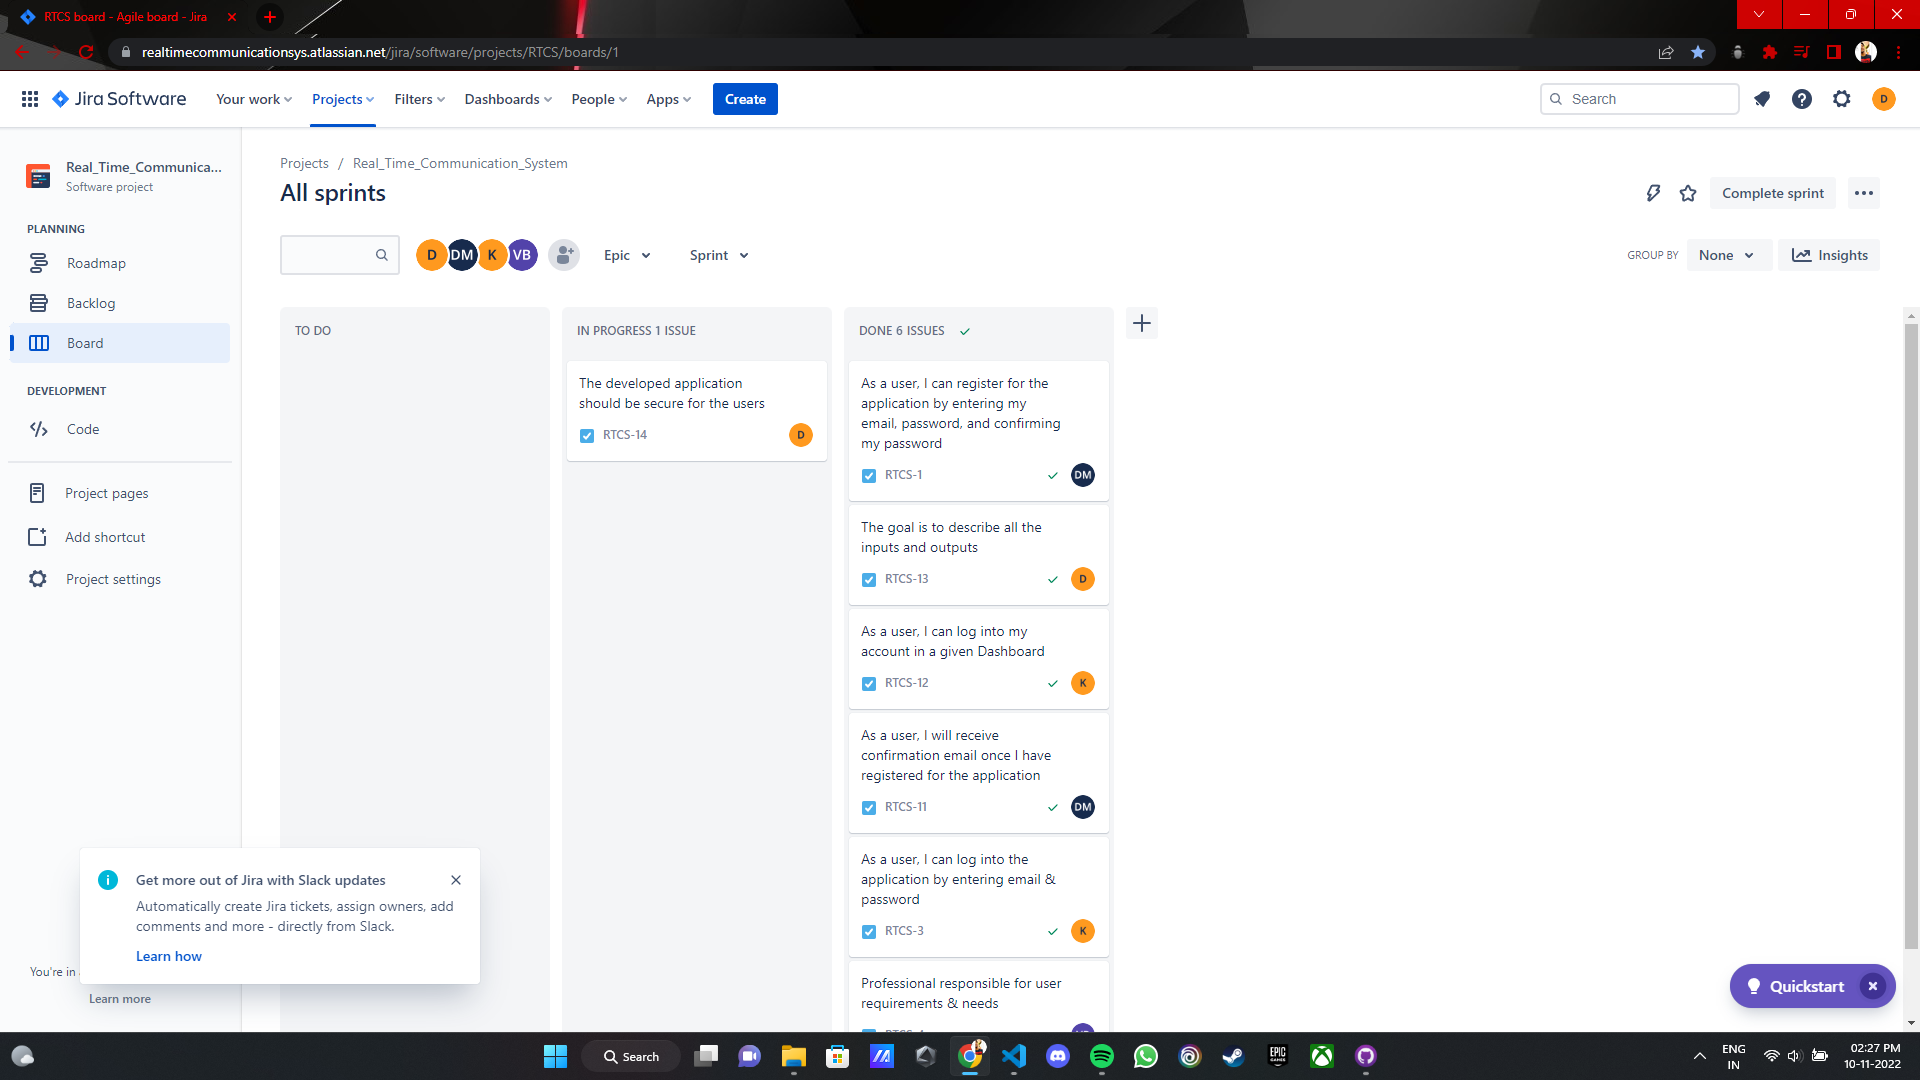 RTCS board - Agile board - Jira
realtimecommunicationsys.atlassian.net/jira/software/projects/RTCS/boards/1
Jira Software
Your work
Projects
Filters
Dashboards
People
Apps
Create
Search
D
Real_Time_Communica...
Software project
PLANNING
Roadmap
Backlog
Board
DEVELOPMENT
Code
Project pages
Add shortcut
Project settings
You're in
Learn more
Projects / Real_Time_Communication_System
All sprints
Complete sprint
D DM K VB
Epic
Sprint
GROUP BY
None
Insights
TO DO
IN PROGRESS 1 ISSUE
The developed application
should be secure for the users
RTCS-14
D
DONE 6 ISSUES
As a user, I can register for the
application by entering my
email, password, and confirming
my password
RTCS-1
DM
The goal is to describe all the
inputs and outputs
RTCS-13
D
As a user, I can log into my
account in a given Dashboard
RTCS-12
K
As a user, I will receive
confirmation email once I have
registered for the application
RTCS-11
DM
As a user, I can log into the
application by entering email &
password
RTCS-3
K
Professional responsible for user
requirements & needs
Get more out of Jira with Slack updates
Automatically create Jira tickets, assign owners, add
comments and more - directly from Slack.
Learn how
Quickstart
Search
EPIC
GAMES
ENG
IN
02:27 PM
10-11-2022